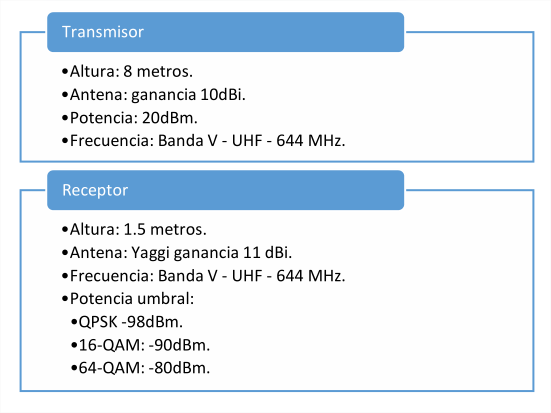 Transmisor
•Altura: 8 metros.
•Antena: ganancia 10dBi.
•Potencia: 20dBm.
•Frecuencia: Banda V - UHF - 644 MHz.
Receptor
•Altura: 1.5 metros.
•Antena: Yaggi ganancia 11 dBi.
•Frecuencia: Banda V - UHF - 644 MHz.
•Potencia umbral:
•QPSK -98dBm.
•16-QAM: -90dBm.
•64-QAM: -80dBm.